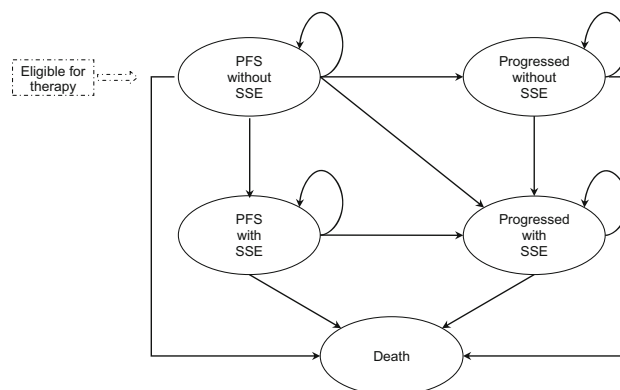 Eligible for
therapy
PFS
without
SSE
Progressed
without
SSE
PFS
with
SSE
Progressed
with
SSE
Death